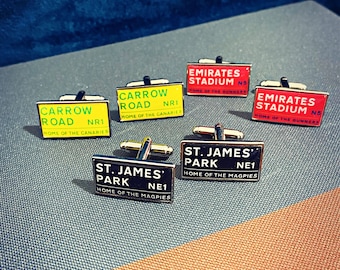 CARROW
ROAD NR1
HOME OF THE CANARIES
CARROW
ROAD NR1
HOME OF THE CANARIES
EMIRATES
STADIUM N5
HOME OF THE GUNNERS
EMIRATES
STADIUM N5
HOME OF THE GUNNERS
ST. JAMES'
PARK NE1
HOME OF THE MAGPIES
ST. JAMES'
PARK NE1
HOME OF THE MAGPIES